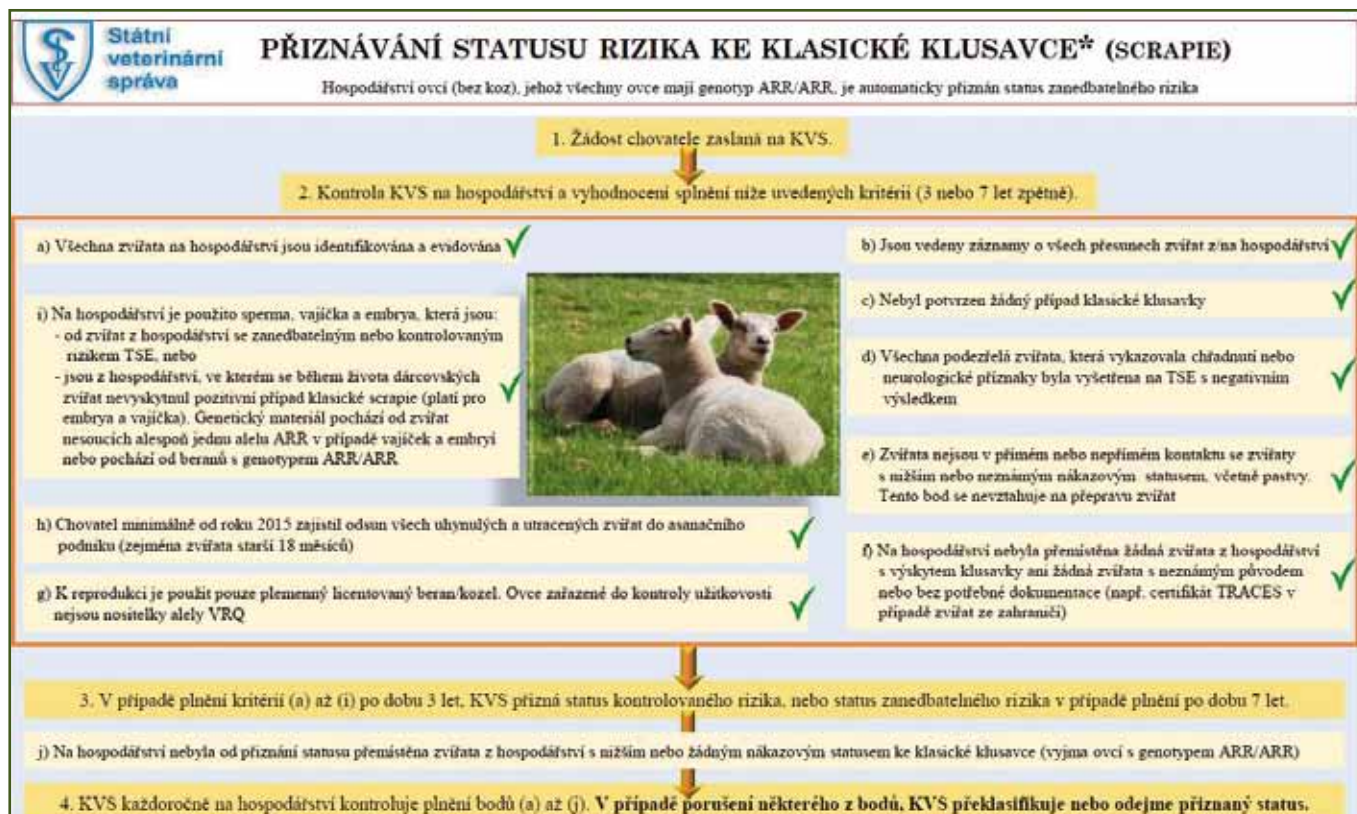 Státní
veterinární
správa
PŘIZNÁVÁNÍ STATUSU RIZIKA KE KLASICKÉ KLUSAVCE* (SCRAPIE)
Hospodářství ovcí (bez koz), jehož všechny ovce mají genotyp ARR/ARR, je automaticky přiznán status zanedbatelného rizika
1. Žádost chovatele zaslaná na KVS.
2. Kontrola KVS na hospodářství a vyhodnocení splnění níže uvedených kritérií (3 nebo 7 let zpětně).
a) Všechna zvířata na hospodářství jsou identifikována a evidována
b) Jsou vedeny záznamy o všech přesunech zvířat z/na hospodářství
c) Nebyl potvrzen žádný případ klasické klusavky
d) Všechna podezřelá zvířata, která vykazovala chřadnutí nebo
neurologické příznaky byla vyšetřena na TSE s negativním
výsledkem
e) Zvířata nejsou v přímém nebo nepřímém kontaktu se zvířaty
s nižším nebo neznámým nákazovým statusem, včetně pastvy.
Tento bod se nevztahuje na přepravu zvířat
f) Na hospodářství nebyla přemístěna žádná zvířata z hospodářství
s výskytem klusavky ani žádná zvířata s neznámým původem
nebo bez potřebné dokumentace (např. certifikát TRACES v
případě zvířat ze zahraničí)
g) K reprodukci je použit pouze plemenný licentovaný beran/kozel. Ovce zařazené do kontroly užitkovosti
nejsou nositelky alely VRQ
h) Chovatel minimálně od roku 2015 zajistil odsun všech uhynulých a utracených zvířat do asanačního
podniku (zejména zvířata starší 18 měsíců)
i) Na hospodářství je použito sperma, vajíčka a embrya, která jsou:
- od zvířat z hospodářství se zanedbatelným nebo kontrolovaným
rizikem TSE, nebo
- jsou z hospodářství, ve kterém se během života dárcovských
zvířat nevyskytnul pozitivní případ klasické scrapie (platí pro
embrya a vajíčka). Genetický materiál pochází od zvířat
nesoucích alespoň jednu alelu ARR v případě vajíček a embryí
nebo pochází od beranů s genotypem ARR/ARR
3. V případě plnění kritérií (a) až (i) po dobu 3 let, KVS přizná status kontrolovaného rizika, nebo status zanedbatelného rizika v případě plnění po dobu 7 let.
j) Na hospodářství nebyla od přiznání statusu přemístěna zvířata z hospodářství s nižším nebo žádným nákazovým statusem ke klasické klusavce (vyjma ovcí s genotypem ARR/ARR)
4. KVS každoročně na hospodářství kontroluje plnění bodů (a) až (j). V případě porušení některého z bodů, KVS překlasifikuje nebo odejme přiznaný status.